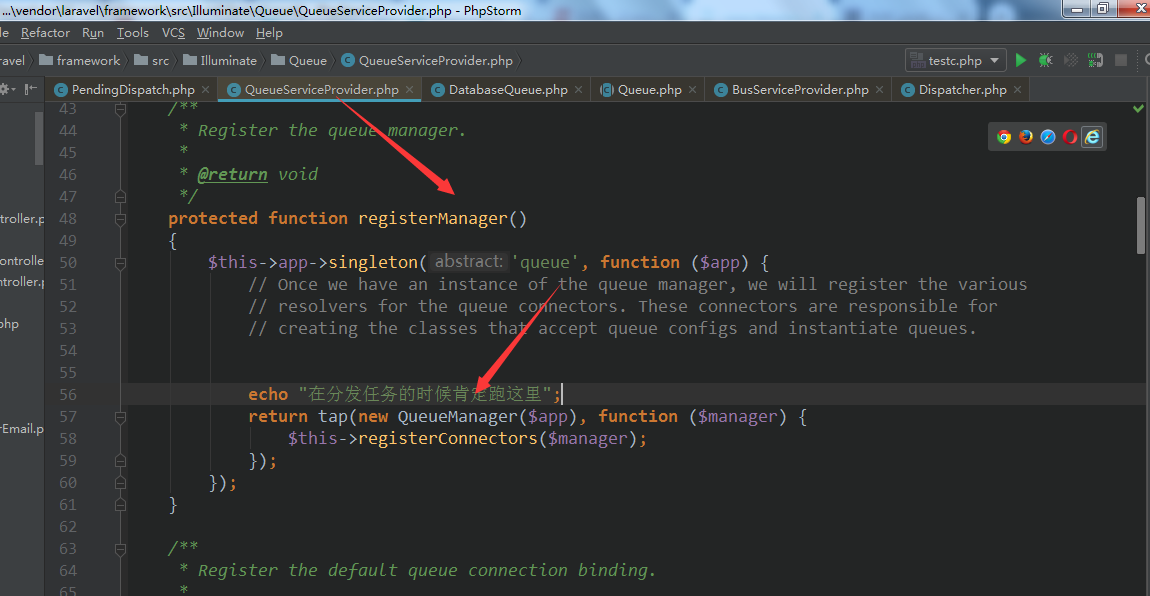 ...\vendor\laravel\framework\src\Illuminate\Queue\QueueServiceProvider.php - PhpStorm
le Refactor Run Tools VCS Window Help
ravel framework src Illuminate Queue QueueServiceProvider.php testc.php
PendingDispatch.php QueueServiceProvider.php DatabaseQueue.php Queue.php BusServiceProvider.php Dispatcher.php
43 /**
44 * Register the queue manager.
45 *
46 * @return void
47 */
troller.p 48 protected function registerManager()
49 {
ontrolle 50 $this->app->singleton( abstract: 'queue', function ($app) {
ntroller.p 51 // Once we have an instance of the queue manager, we will register the various
52 // resolvers for the queue connectors. These connectors are responsible for
php 53 // creating the classes that accept queue configs and instantiate queues.
54
55
56 echo "在分发任务的时候肯定跑这里";
57 return tap(new QueueManager($app), function ($manager) {
rEmail.p 58 $this->registerConnectors($manager);
59 });
60 });
61 }
62
63 /**
64 * Register the default queue connection binding.
65 *